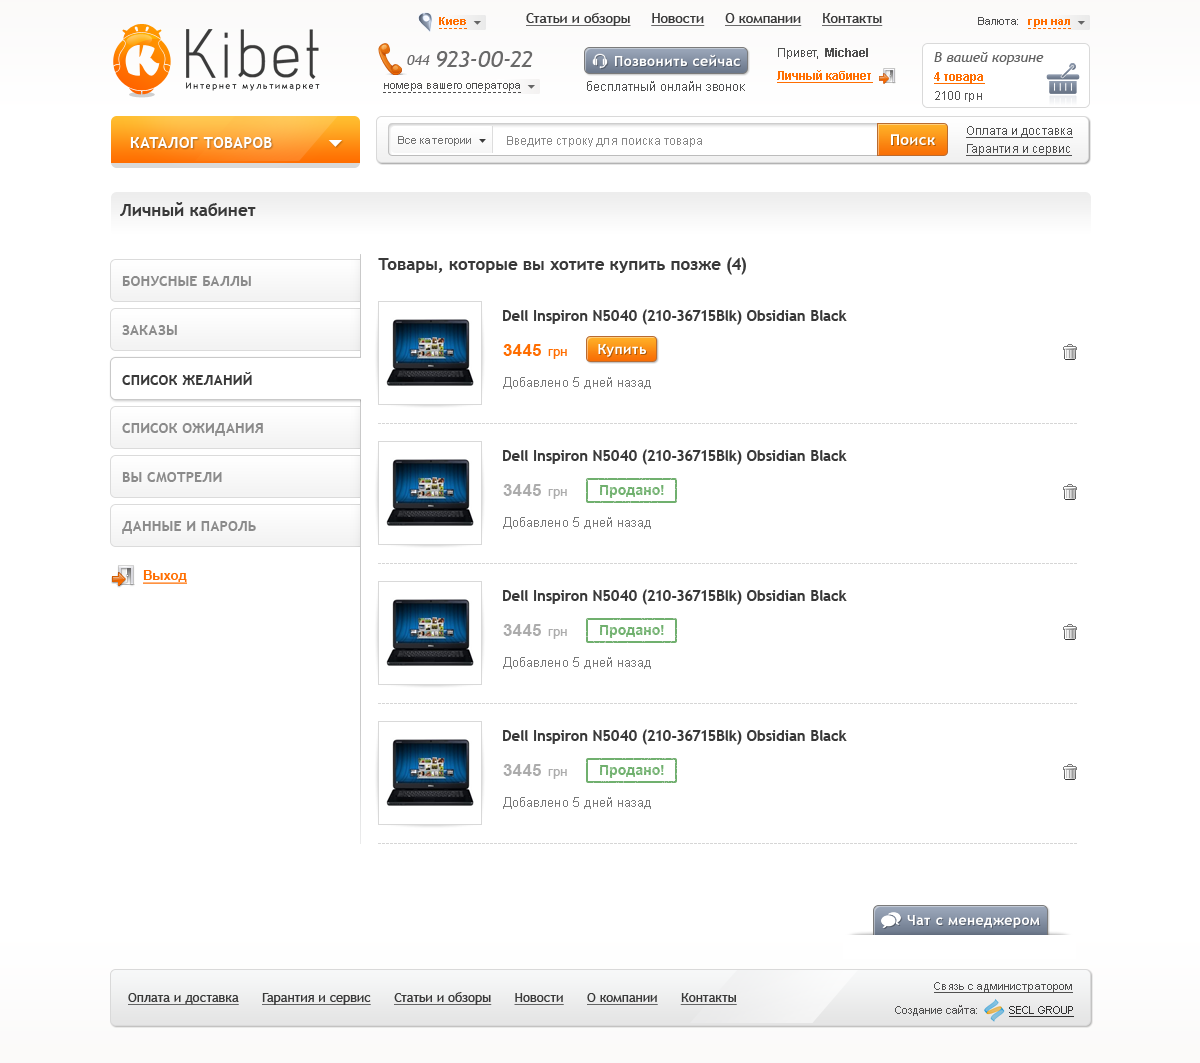 Киев
Статьи и обзоры
Новости
О компании
Контакты
Валюта: грн нал
Kibet
Интернет мультимаркет
044 923-00-22
номера вашего оператора
Позвонить сейчас
бесплатный онлайн звонок
Привет, Michael
Личный кабинет
В вашей корзине
4 товара
2100 грн
КАТАЛОГ ТОВАРОВ
Все категории
Введите строку для поиска товара
Поиск
Оплата и доставка
Гарантия и сервис
Личный кабинет
БОНУСНЫЕ БАЛЛЫ
ЗАКАЗЫ
СПИСОК ЖЕЛАНИЙ
СПИСОК ОЖИДАНИЯ
ВЫ СМОТРЕЛИ
ДАННЫЕ И ПАРОЛЬ
Выход
Товары, которые вы хотите купить позже (4)
Dell Inspiron N5040 (210-36715Blk) Obsidian Black
3445 грн
Купить
Добавлено 5 дней назад
Dell Inspiron N5040 (210-36715Blk) Obsidian Black
3445 грн
Продано!
Добавлено 5 дней назад
Dell Inspiron N5040 (210-36715Blk) Obsidian Black
3445 грн
Продано!
Добавлено 5 дней назад
Dell Inspiron N5040 (210-36715Blk) Obsidian Black
3445 грн
Продано!
Добавлено 5 дней назад
Чат с менеджером
Оплата и доставка
Гарантия и сервис
Статьи и обзоры
Новости
О компании
Контакты
Связь с администратором
Создание сайта: SECL GROUP